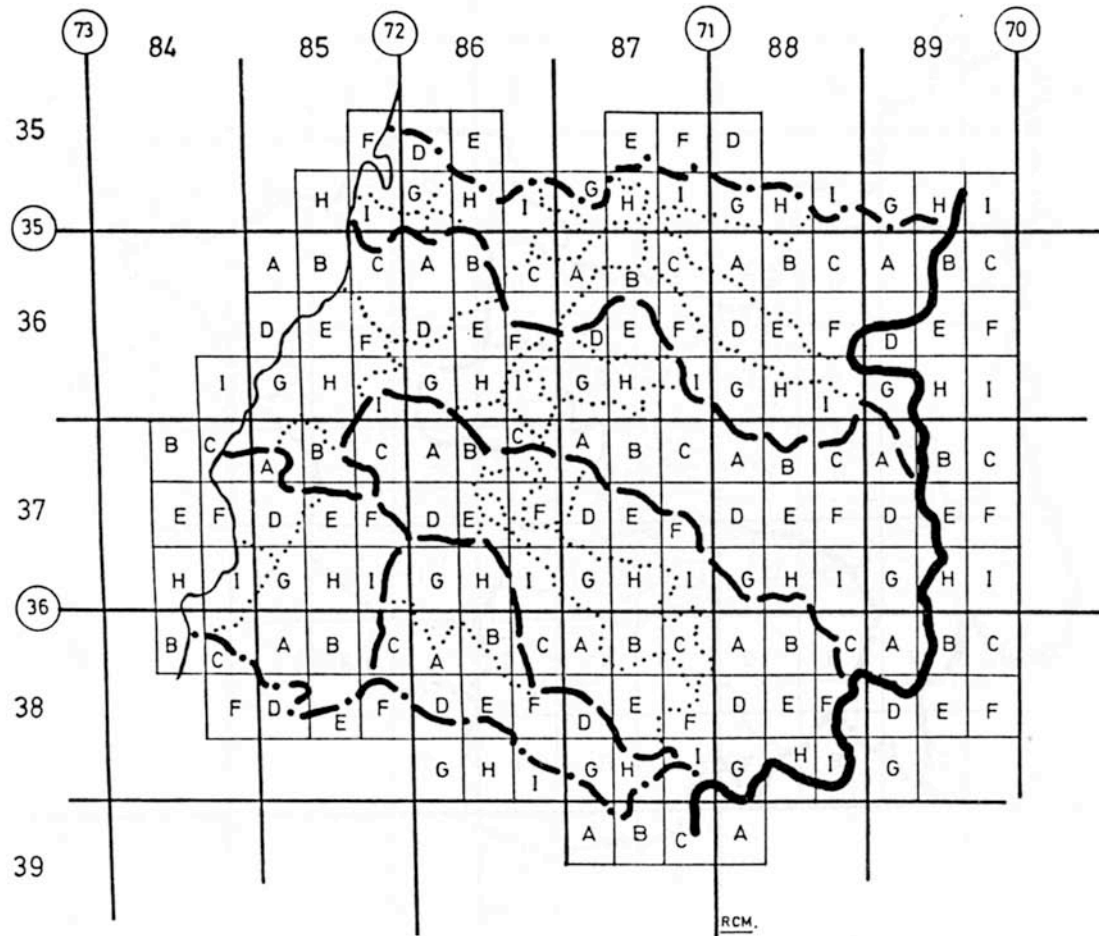 73 84 85 72 86 87 71 88 89 70
35 F D E E F D
H I G H I G H I G H I G H I
35
A B C A B C A B C A B C A B C
36 D E F D E F D E F D E F D E F
I G H I G H I G H I G H I G H I
B C A B C A B C A B C A B C A B C
37 E F D E F D E F D E F D E F D E F
H I G H I G H I G H I G H I G H I
36
B C A B C A B C A B C A B C A B C
38 F D E F D E F D E F D E F D E F
G H I G H I G H I G
A B C A
39
RCM.